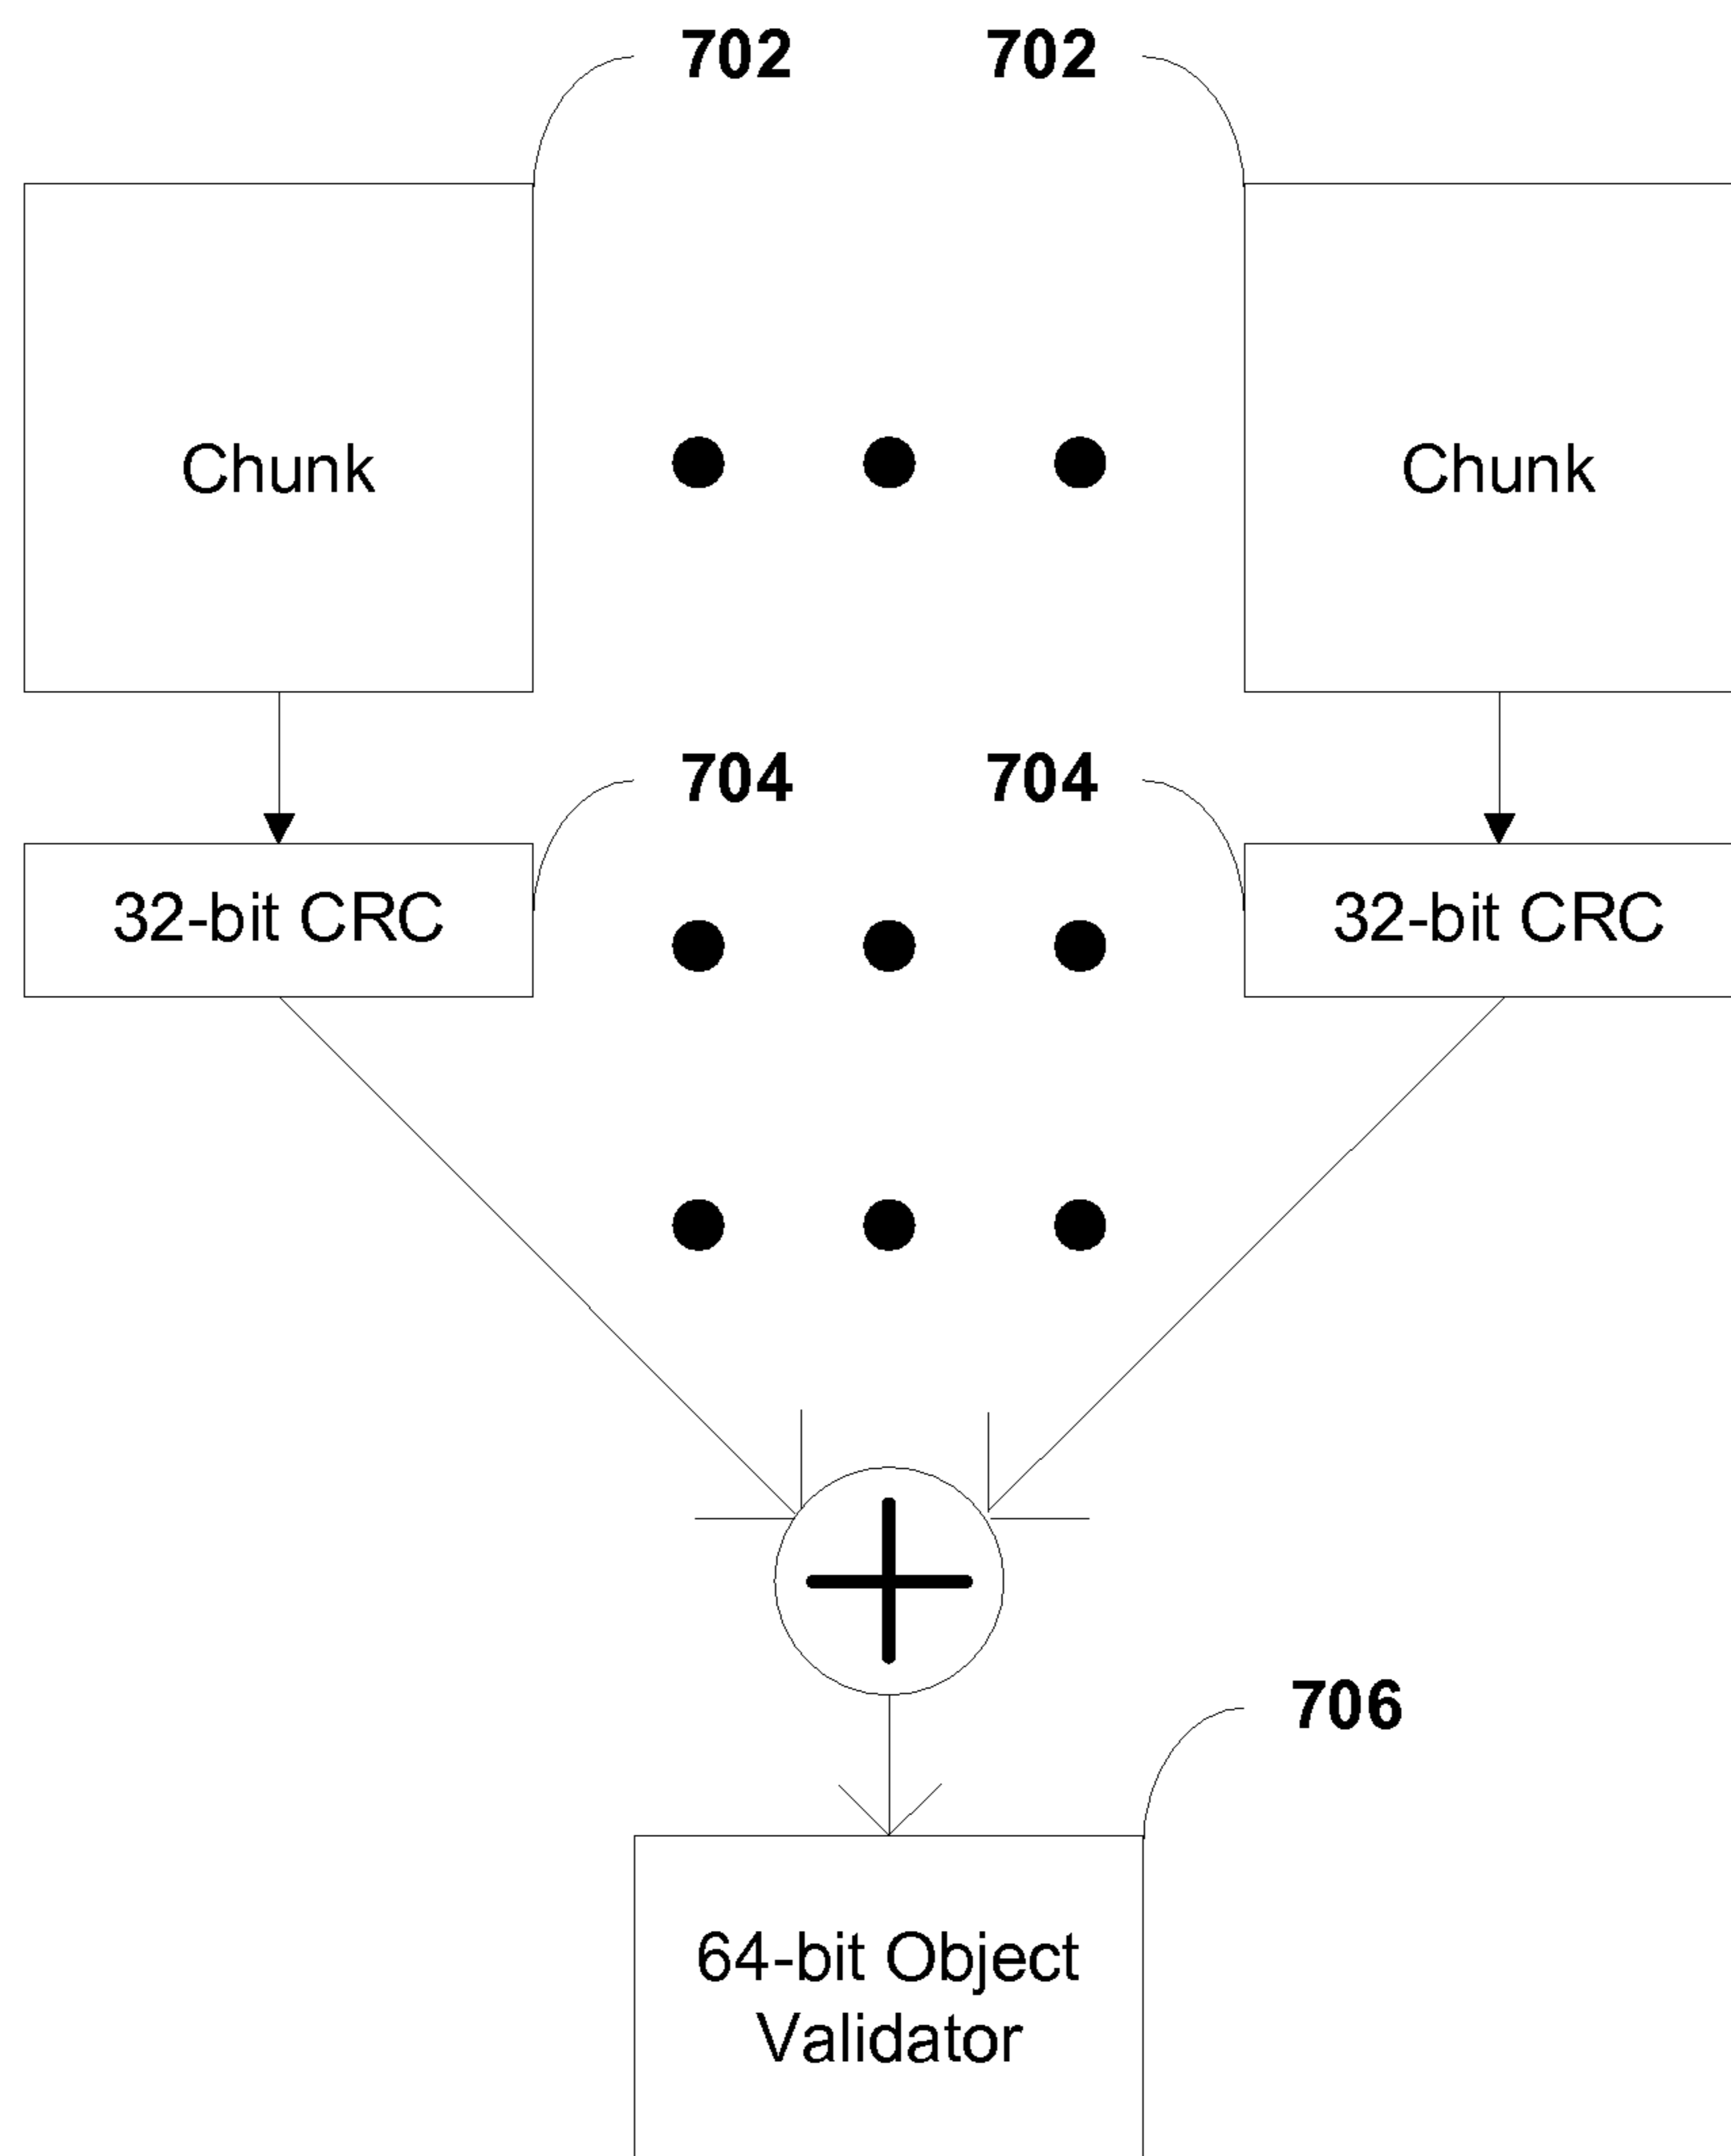 702 702
Chunk Chunk
704 704
32-bit CRC 32-bit CRC
706
64-bit Object
Validator